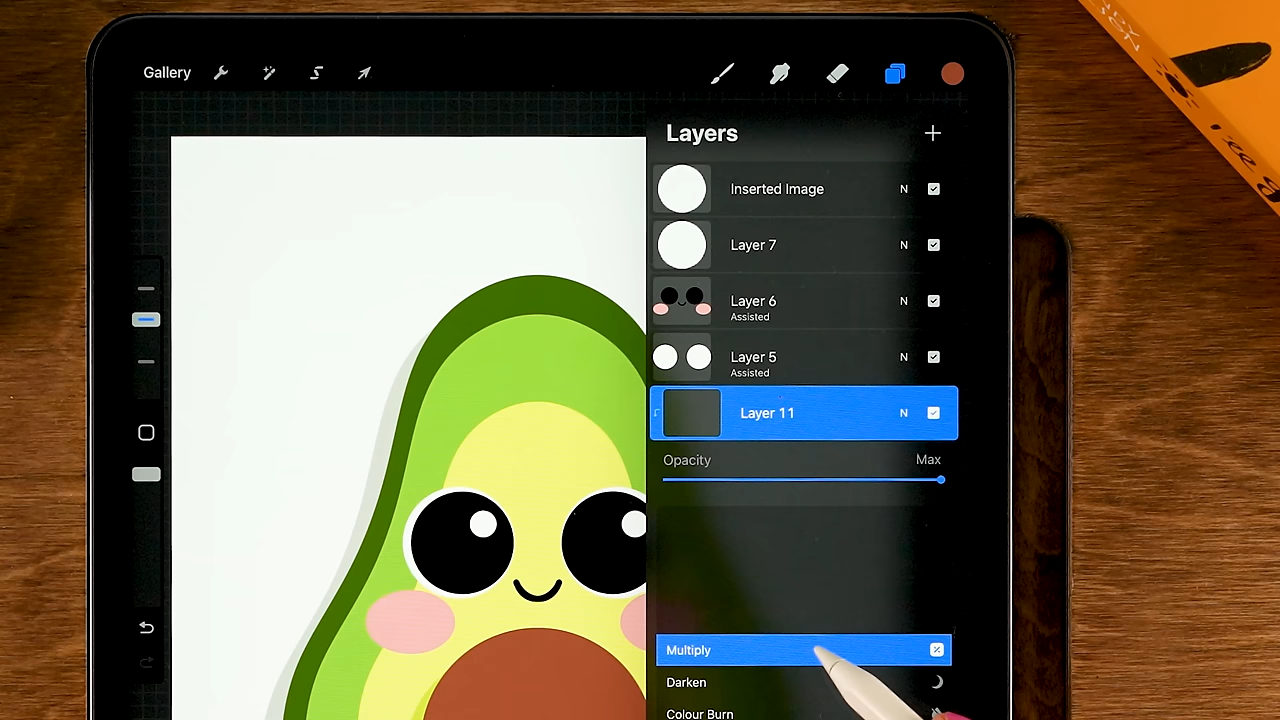 Gallery
Layers
Inserted Image N
Layer 7 N
Layer 6 N
Assisted
Layer 5 N
Assisted
Layer 11 N
Opacity Max
Multiply
Darken
Colour Burn